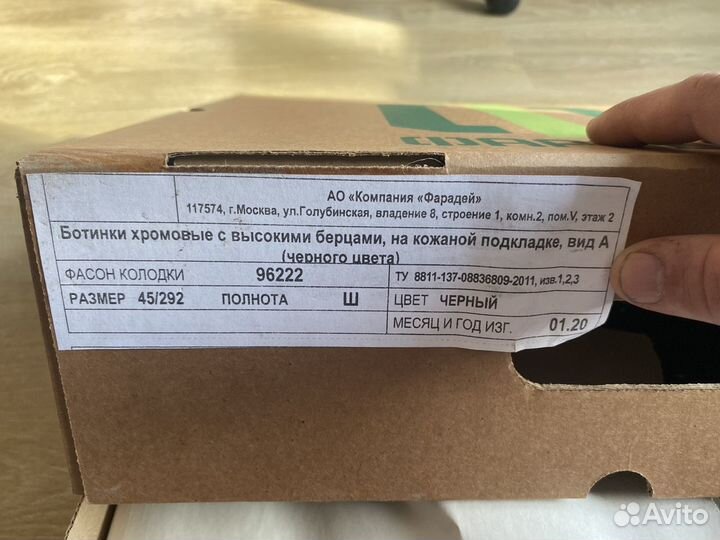 АО «Компания «Фарадей»
117574, г.Москва, ул.Голубинская, владение 8, строение 1, комн.2, пом.V, этаж 2
Ботинки хромовые с высокими берцами, на кожаной подкладке, вид А
(черного цвета)
ФАСОН КОЛОДКИ 96222 ТУ 8811-137-08836809-2011, изв.1,2,3
РАЗМЕР 45/292 ПОЛНОТА Ш ЦВЕТ ЧЕРНЫЙ
МЕСЯЦ И ГОД ИЗГ. 01.20
Avito